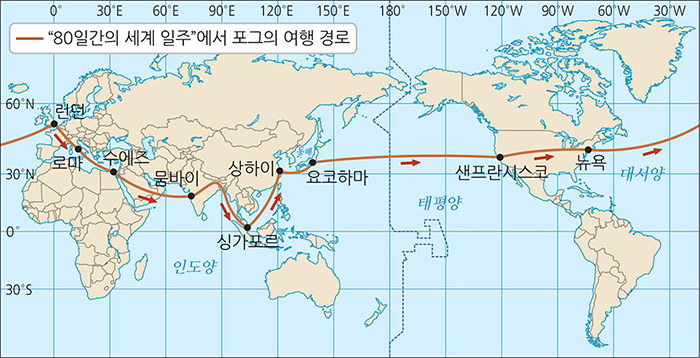 0° 30°E 60°E 90°E 120°E 150°E 180° 150°W 120°W 90°W 60°W 30°W
"80일간의 세계 일주"에서 포그의 여행 경로
60°N
런던
로마
수에즈
30°N
뭄바이
상하이
동해
요코하마
샌프란시스코
뉴욕
대서양
태평양
싱가포르
0°
인도양
30°S